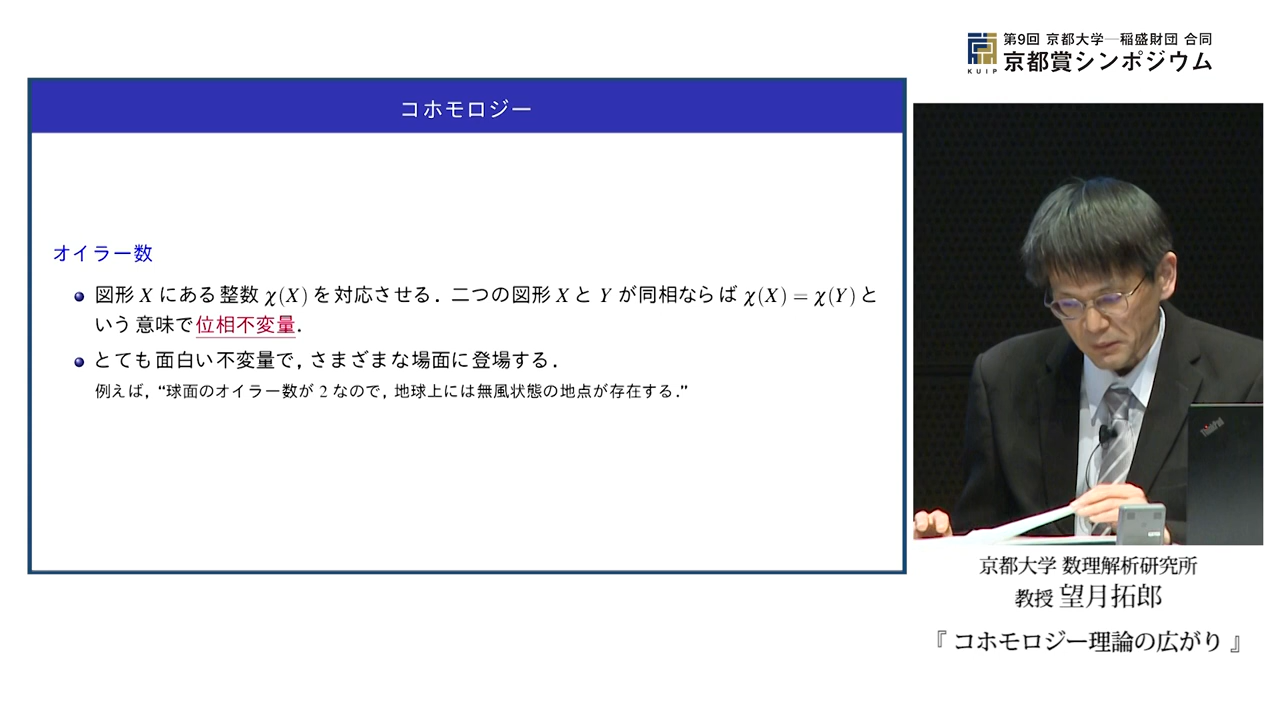 第9回 京都大学―稲盛財団 合同
京都賞シンポジウム
KUIP
コホモロジー
オイラー数
図形 X にある整数 χ(X) を対応させる. 二つの図形 X と Y が同相ならば χ(X) = χ(Y) と
いう意味で位相不変量.
とても面白い不変量で, さまざまな場面に登場する.
例えば, “球面のオイラー数が 2 なので, 地球上には無風状態の地点が存在する.”
ThinkPad
京都大学 数理解析研究所
教授 望月拓郎
『 コホモロジー理論の広がり 』